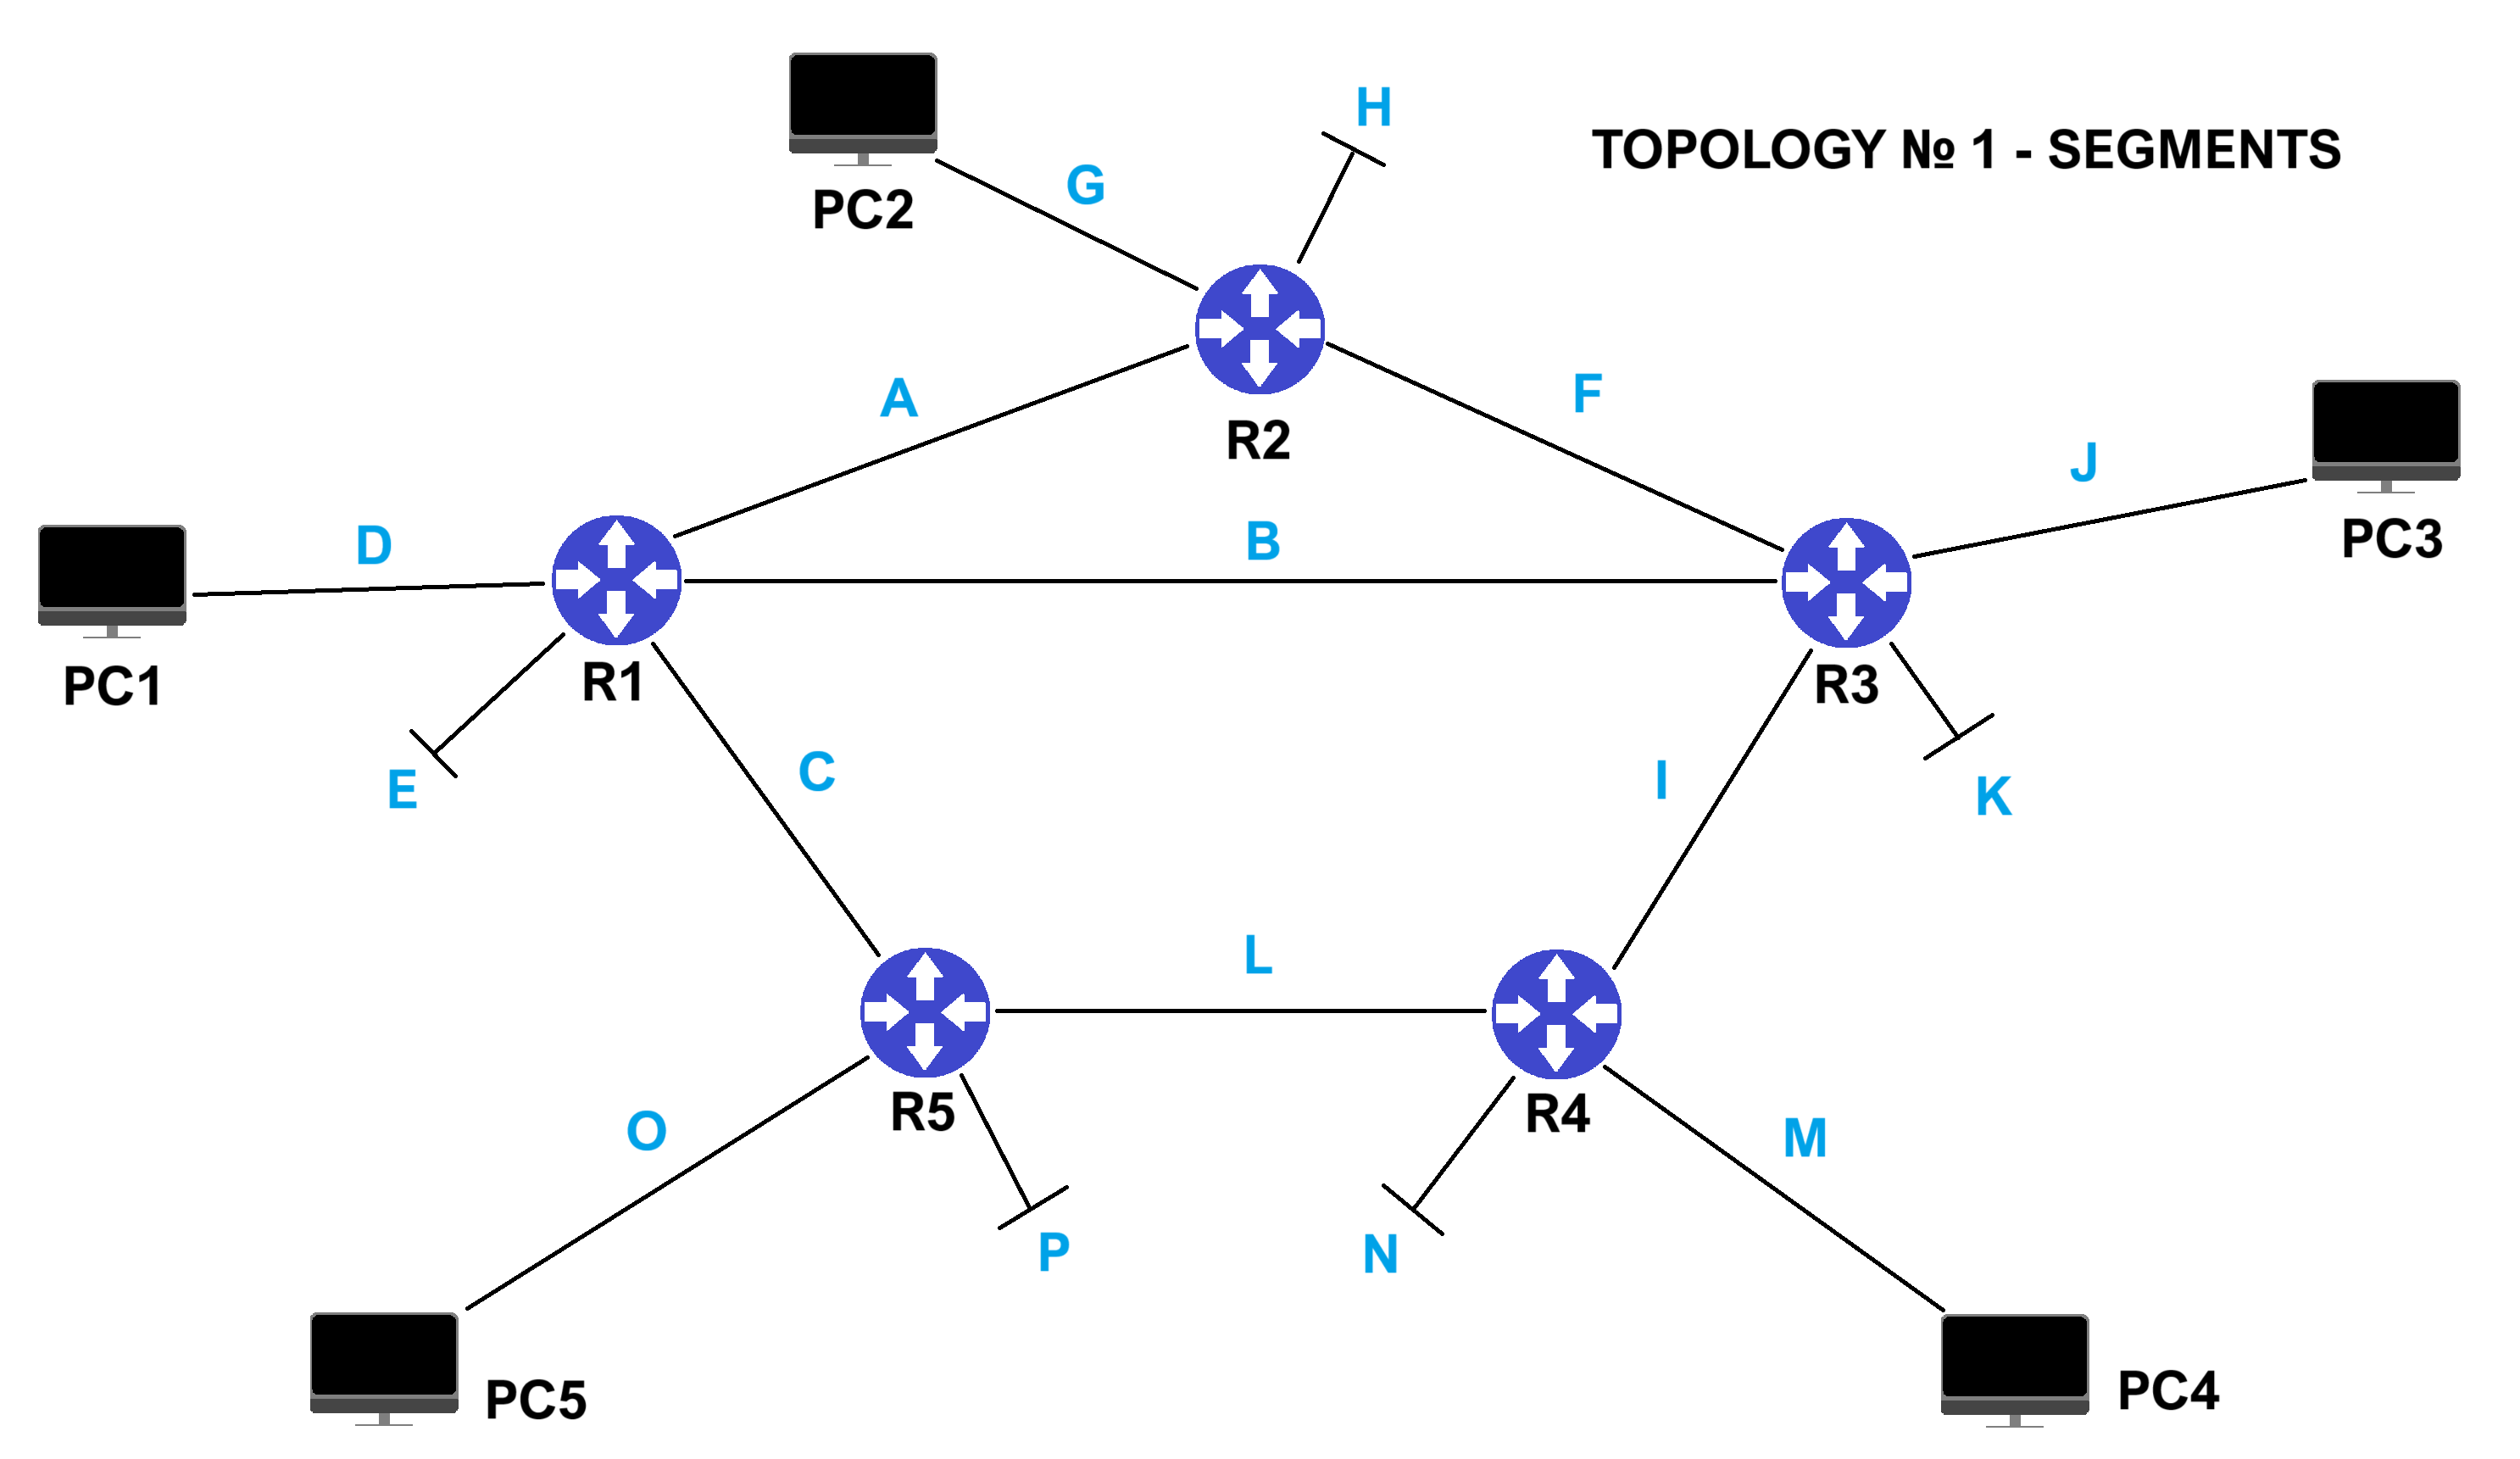 H
TOPOLOGY № 1 - SEGMENTS
G
PC2
A
F
R2
J
D
B
PC3
PC1
R1
R3
E
C
I
K
L
O
R5
R4
M
P
N
PC5
PC4